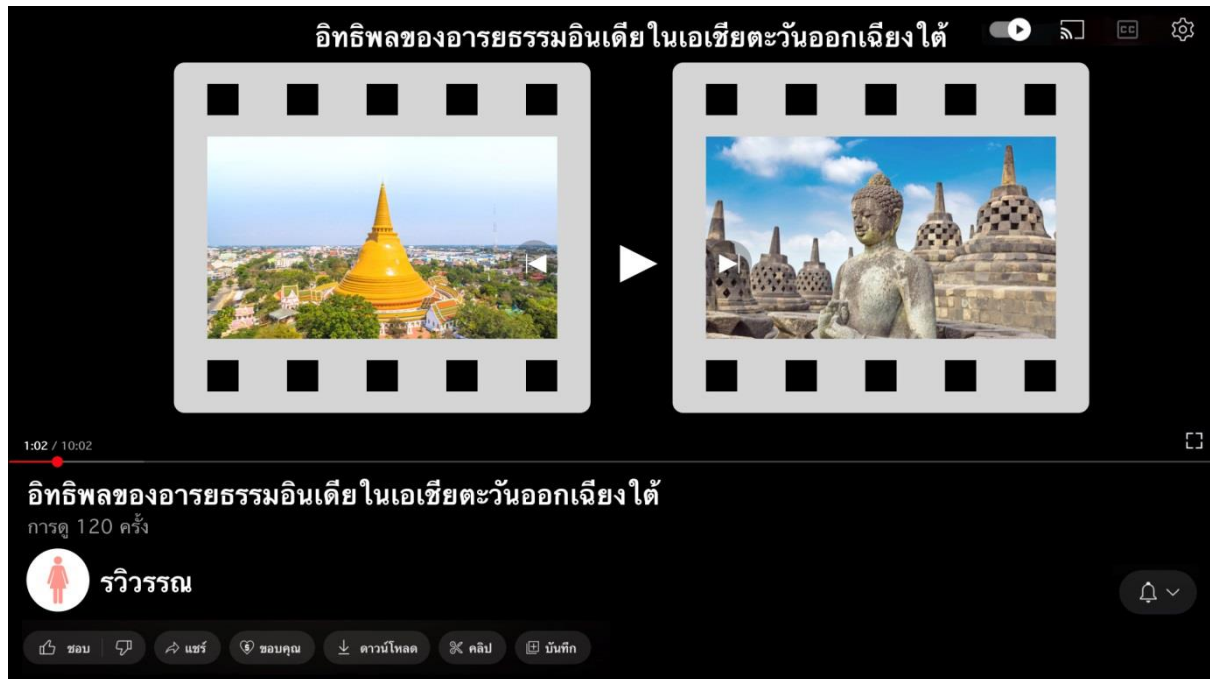 อิทธิพลของอารยธรรมอินเดียในเอเชียตะวันออกเฉียงใต้
CC
1:02 / 10:02
อิทธิพลของอารยธรรมอินเดียในเอเชียตะวันออกเฉียงใต้
การดู 120 ครั้ง
รวิวรรณ
ชอบ แชร์ ขอบคุณ ดาวน์โหลด คลิป บันทึก